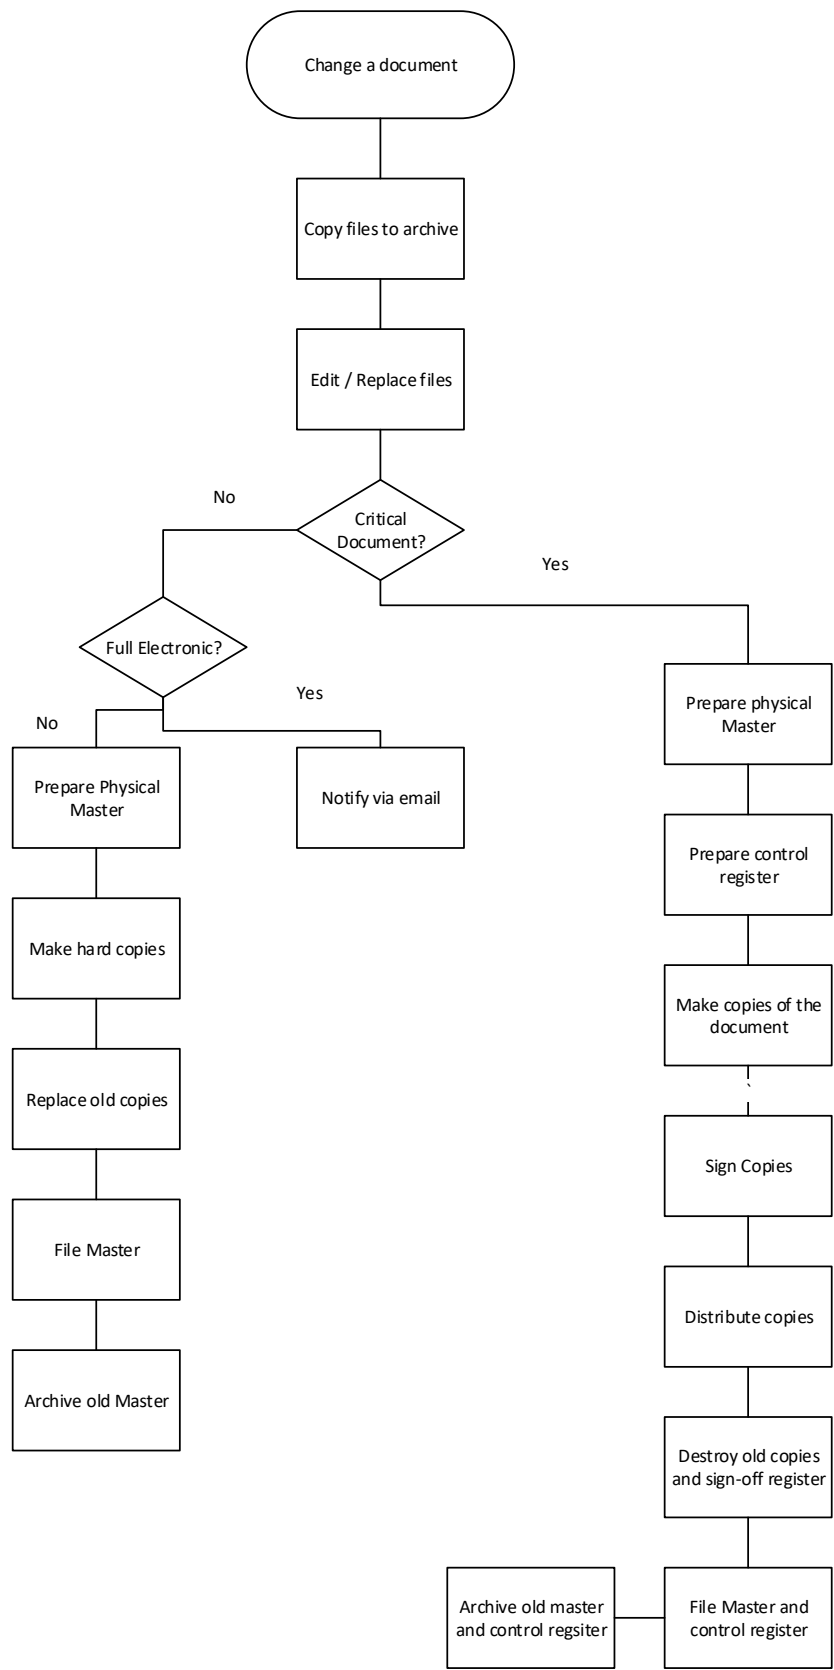 Change a document
Copy files to archive
Edit / Replace files
No
Critical
Document?
Yes
Full Electronic?
Yes
No
Prepare physical
Master
Prepare Physical
Master
Notify via email
Prepare control
register
Make hard copies
Make copies of the
document
`
Replace old copies
Sign Copies
File Master
Distribute copies
Archive old Master
Destroy old copies
and sign-off register
Archive old master
and control regsiter
File Master and
control register